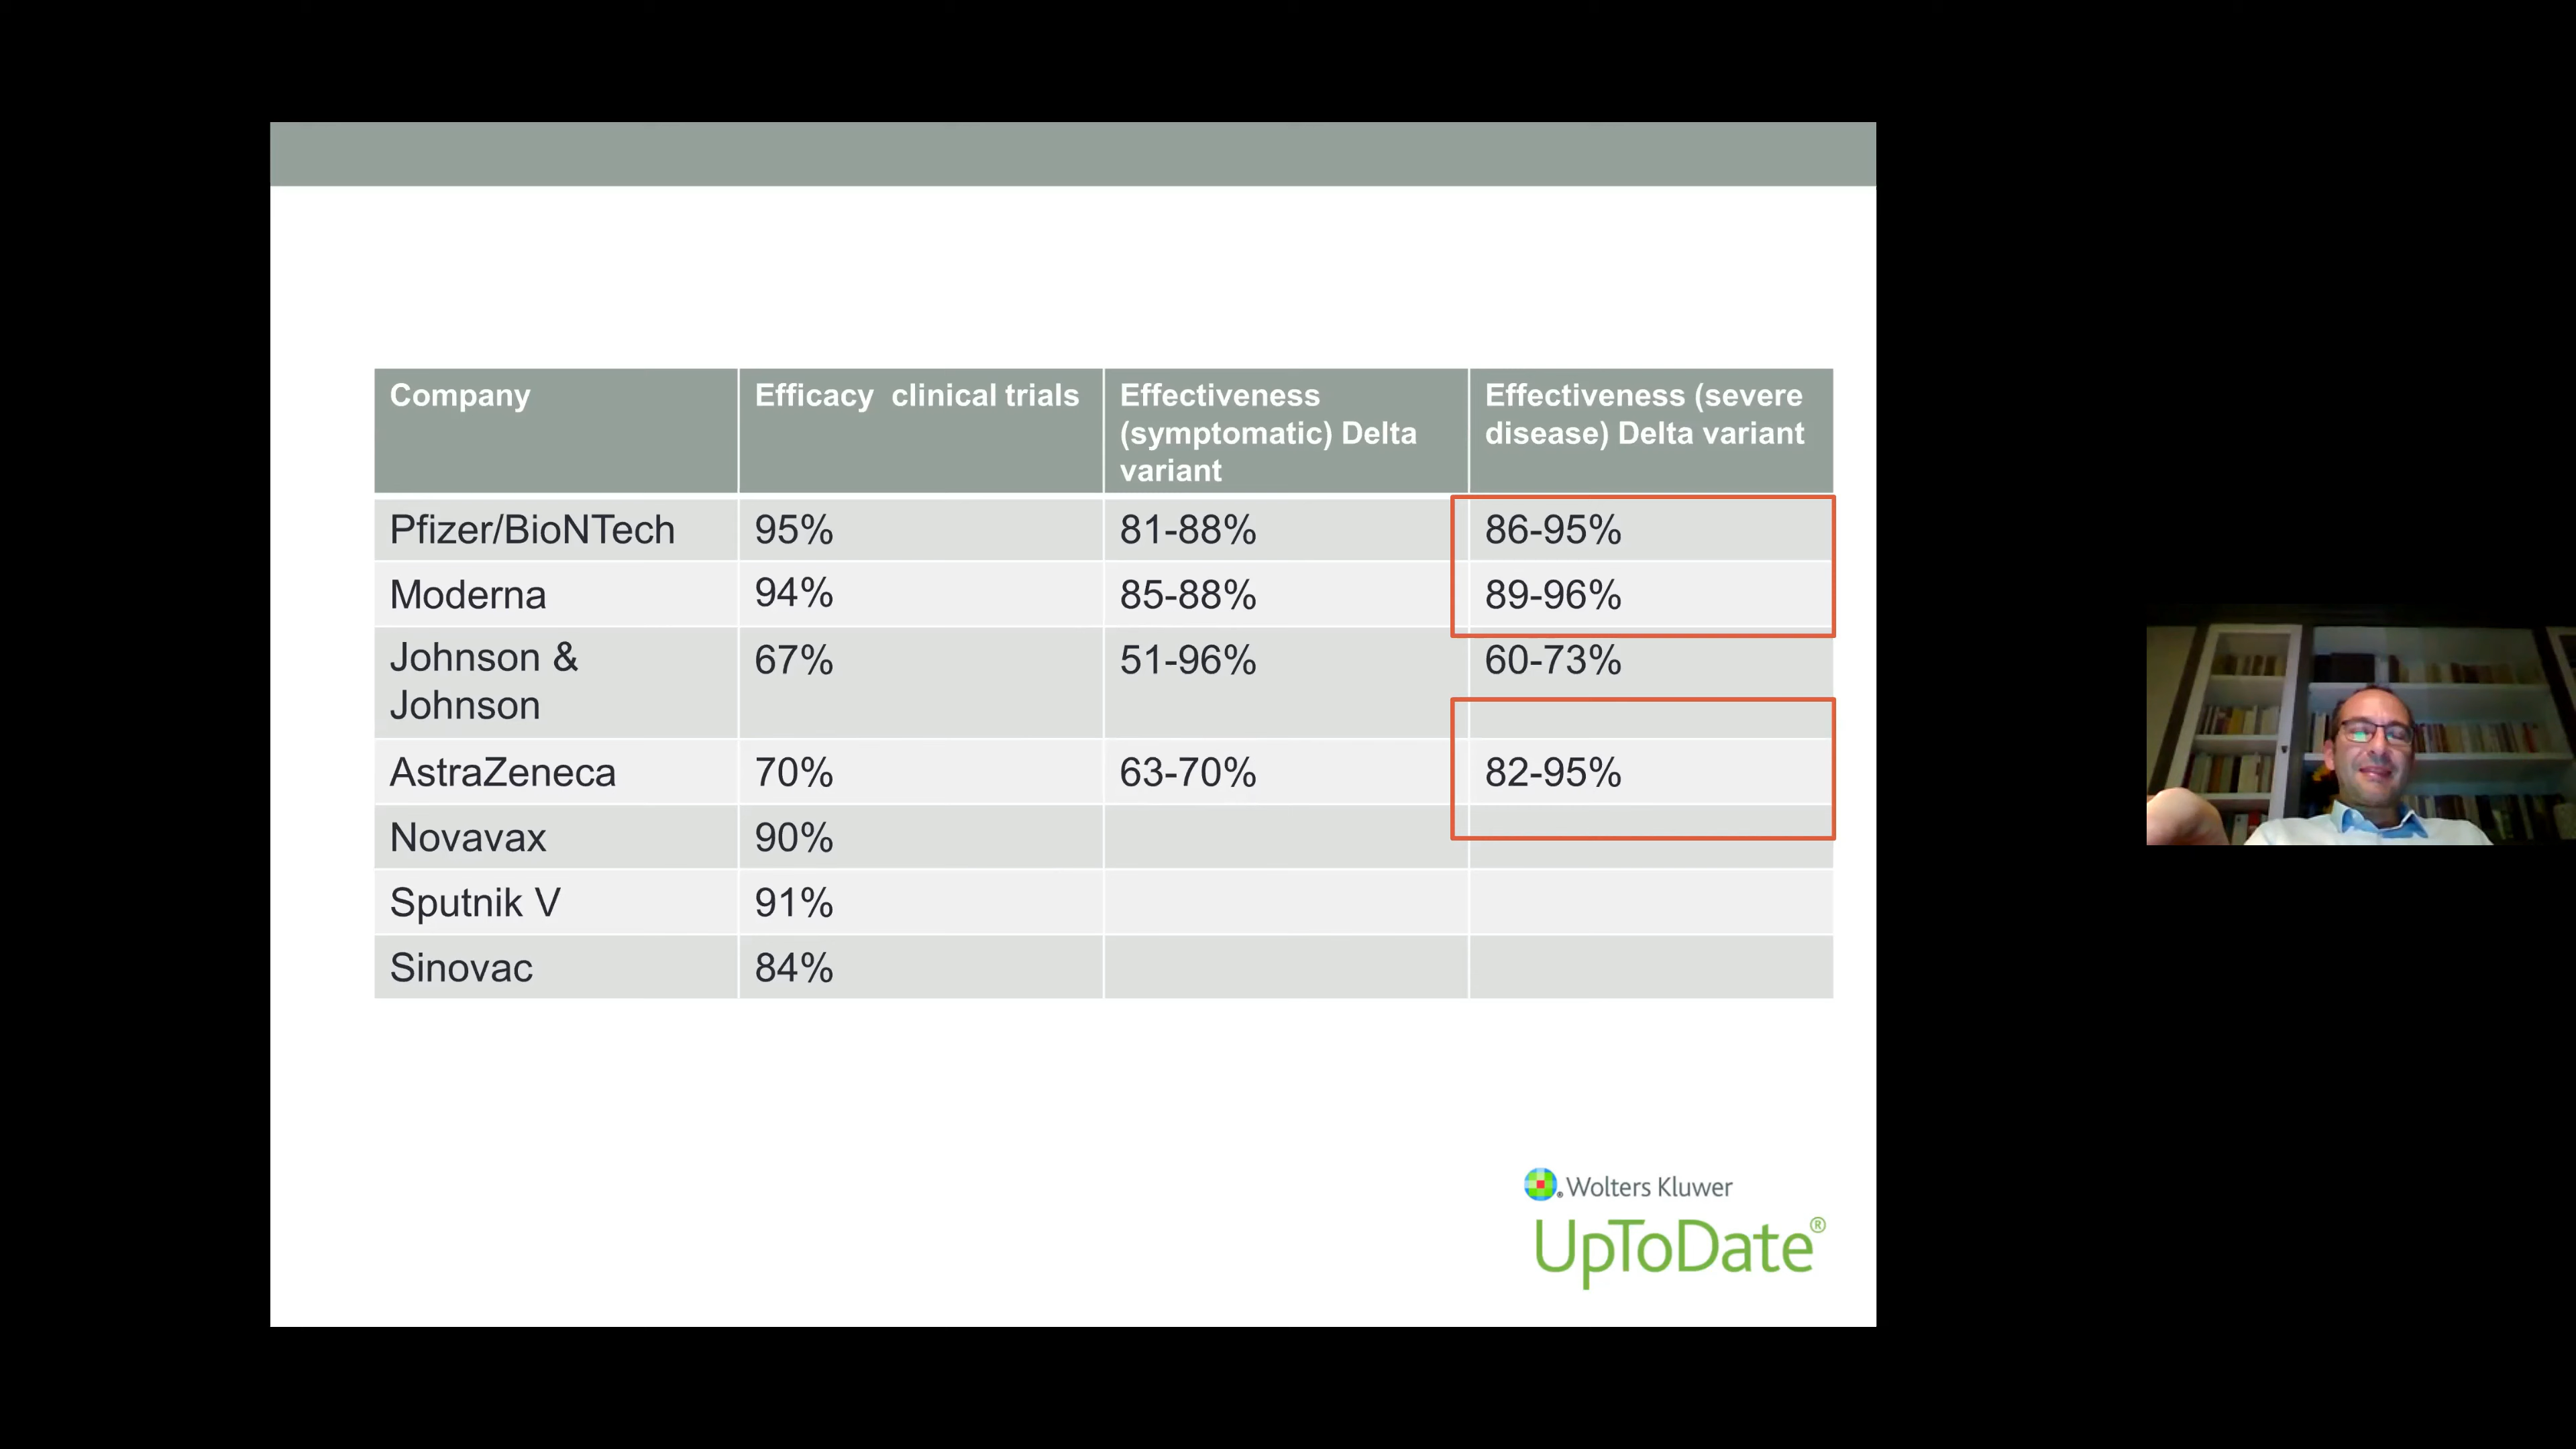 Company
Efficacy clinical trials
Effectiveness
(symptomatic) Delta
variant
Effectiveness (severe
disease) Delta variant
Pfizer/BioNTech
95%
81-88%
86-95%
Moderna
94%
85-88%
89-96%
Johnson &
Johnson
67%
51-96%
60-73%
AstraZeneca
70%
63-70%
82-95%
Novavax
90%
Sputnik V
91%
Sinovac
84%
® Wolters Kluwer
UpToDate®